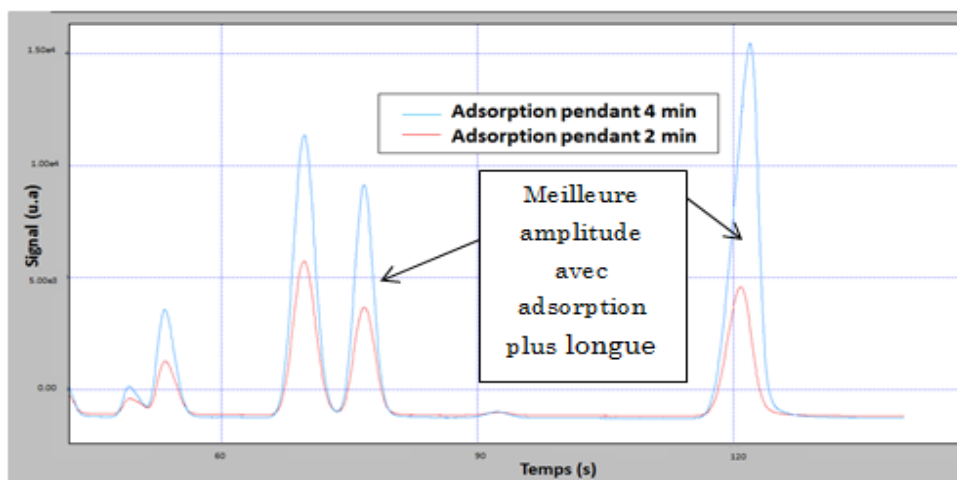 1.50e4
Adsorption pendant 4 min
Adsorption pendant 2 min
1.00e4
Meilleure
amplitude
avec
adsorption
plus longue
Signal (u.a)
5.00e3
0.00
60
90
120
Temps (s)